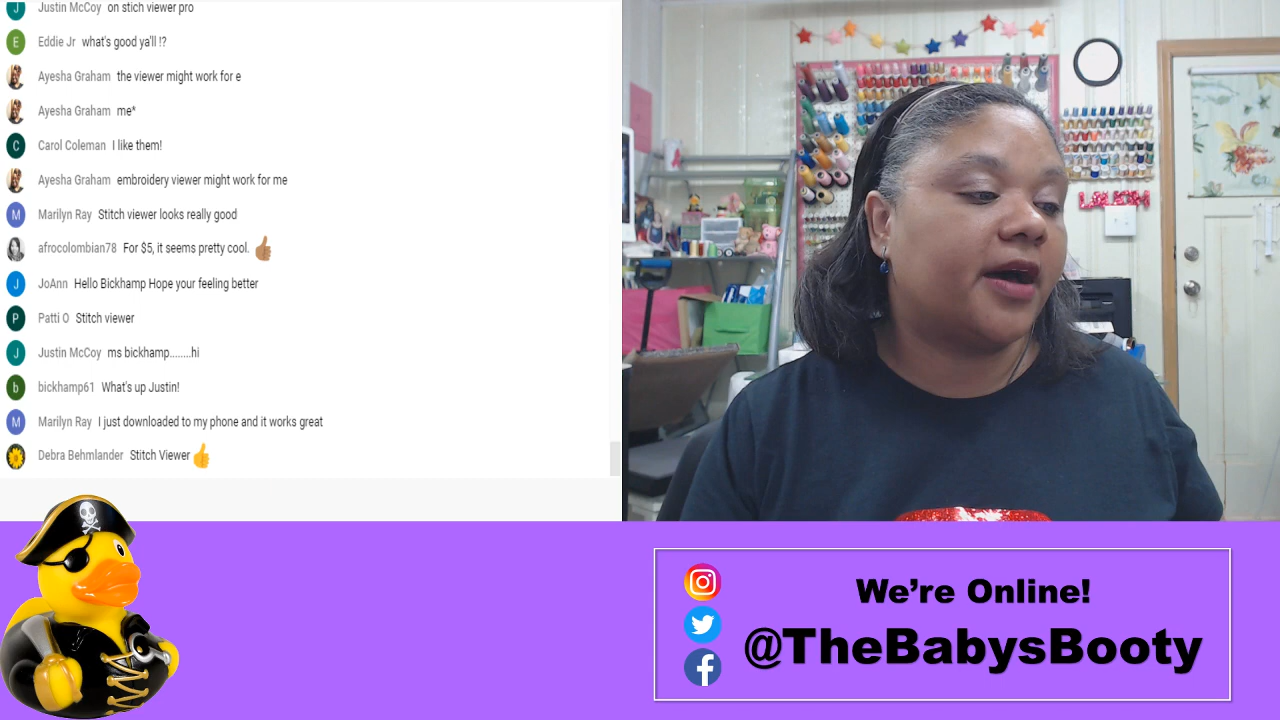 Justin McCoy on stich viewer pro
Eddie Jr what's good ya'll !?
Ayesha Graham the viewer might work for e
Ayesha Graham me*
Carol Coleman I like them!
Ayesha Graham embroidery viewer might work for me
Marilyn Ray Stitch viewer looks really good
afrocolombian78 For $5, it seems pretty cool.
JoAnn Hello Bickhamp Hope your feeling better
Patti O Stitch viewer
Justin McCoy ms bickhamp........hi
bickhamp61 What's up Justin!
Marilyn Ray I just downloaded to my phone and it works great
Debra Behmlander Stitch Viewer
We're Online!
@TheBabysBooty